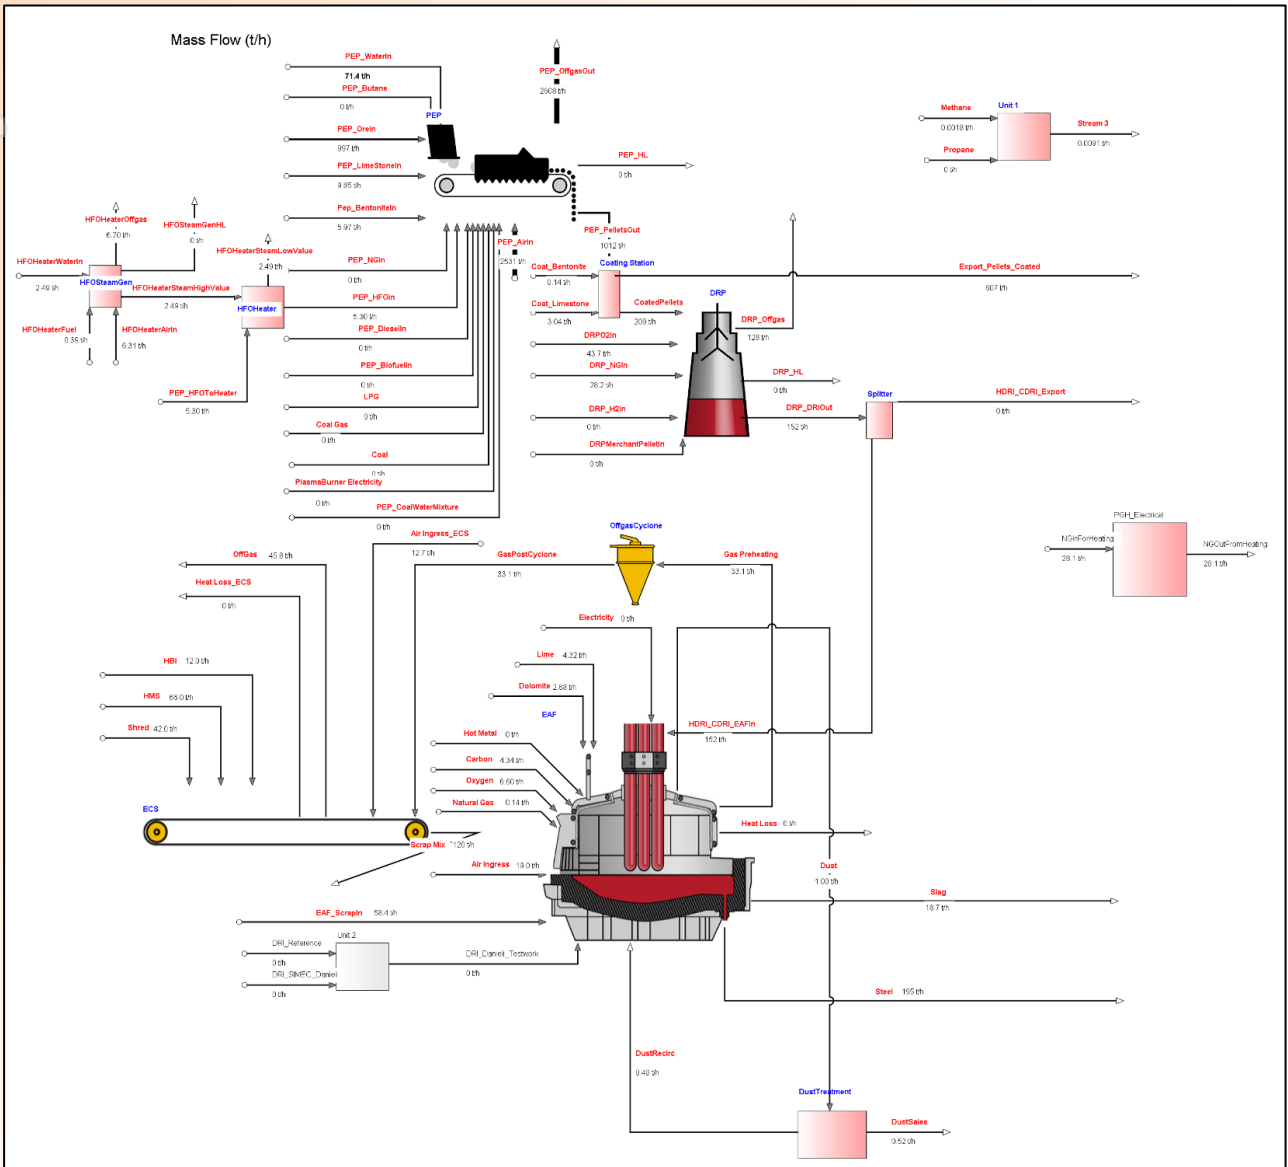 Mass Flow (t/h)
PEP_WaterIn
71.4 t/h
PEP_Butane
0 t/h
PEP
PEP_OffgasOut
2608 t/h
PEP_OreIn
997 t/h
PEP_LimeStoneIn
9.85 t/h
Pep_BentoniteIn
5.97 t/h
PEP_HL
0 t/h
Methane
0.0018 t/h
Propane
0 t/h
Unit 1
Stream 3
0.0091 t/h
HFOHeaterOffgas
6.70 t/h
HFOSteamGenHL
0 t/h
HFOHeaterSteamLowValue
2.49 t/h
HFOHeaterWaterIn
2.49 t/h
HFOSteamGen
HFOHeaterSteamHighValue
2.49 t/h
HFOHeater
HFOHeaterFuel
0.39 t/h
HFOHeaterAirIn
6.31 t/h
PEP_HFOToHeater
5.30 t/h
PEP_NGIn
0 t/h
PEP_HFOin
5.30 t/h
PEP_DieselIn
0 t/h
PEP_BiofuelIn
0 t/h
LPG
0 t/h
Coal Gas
0 t/h
Coal
0 t/h
PlasmaBurner Electricity
0 t/h
PEP_CoalWaterMixture
0 t/h
PEP_AirIn
2531 t/h
PEP_PelletsOut
1012 t/h
Coat_Bentonite
0.14 t/h
Coating Station
Export_Pellets_Coated
807 t/h
Coat_Limestone
3.04 t/h
CoatedPellets
209 t/h
DRP
DRP_Offgas
128 t/h
DRPO2In
43.7 t/h
DRP_NGIn
28.2 t/h
DRP_HL
0 t/h
DRP_H2In
0 t/h
DRP_DRIOut
152 t/h
DRPMerchantPelletIn
0 t/h
Splitter
HDRI_CDRI_Export
0 t/h
PGH_Electrical
NGInForHeating
28.1 t/h
NGOutFromHeating
28.1 t/h
Air Ingress_ECS
12.7 t/h
OffgasCyclone
OffGas 45.8 t/h
GasPostCyclone
33.1 t/h
Gas Preheating
33.1 t/h
Heat Loss_ECS
0 t/h
Electricity 0 t/h
HBI 12.0 t/h
HMS 66.0 t/h
Shred 42.0 t/h
Lime 4.32 t/h
Dolomite 2.68 t/h
EAF
HDRI_CDRI_EAFIn
152 t/h
Hot Metal 0 t/h
Carbon 4.34 t/h
Oxygen 6.60 t/h
Natural Gas 0.14 t/h
ECS
Scrap Mix 120 t/h
Heat Loss 0 t/h
Air Ingress 19.0 t/h
Dust
1.09 t/h
Slag
18.7 t/h
EAF_ScrapIn 58.4 t/h
Unit 2
DRI_Reference
0 t/h
DRI_SIMEC_Daniel
0 t/h
DRI_Danieli_Testwork
0 t/h
Steel 195 t/h
DustRecirc
0.48 t/h
DustTreatment
DustSales
0.52 t/h